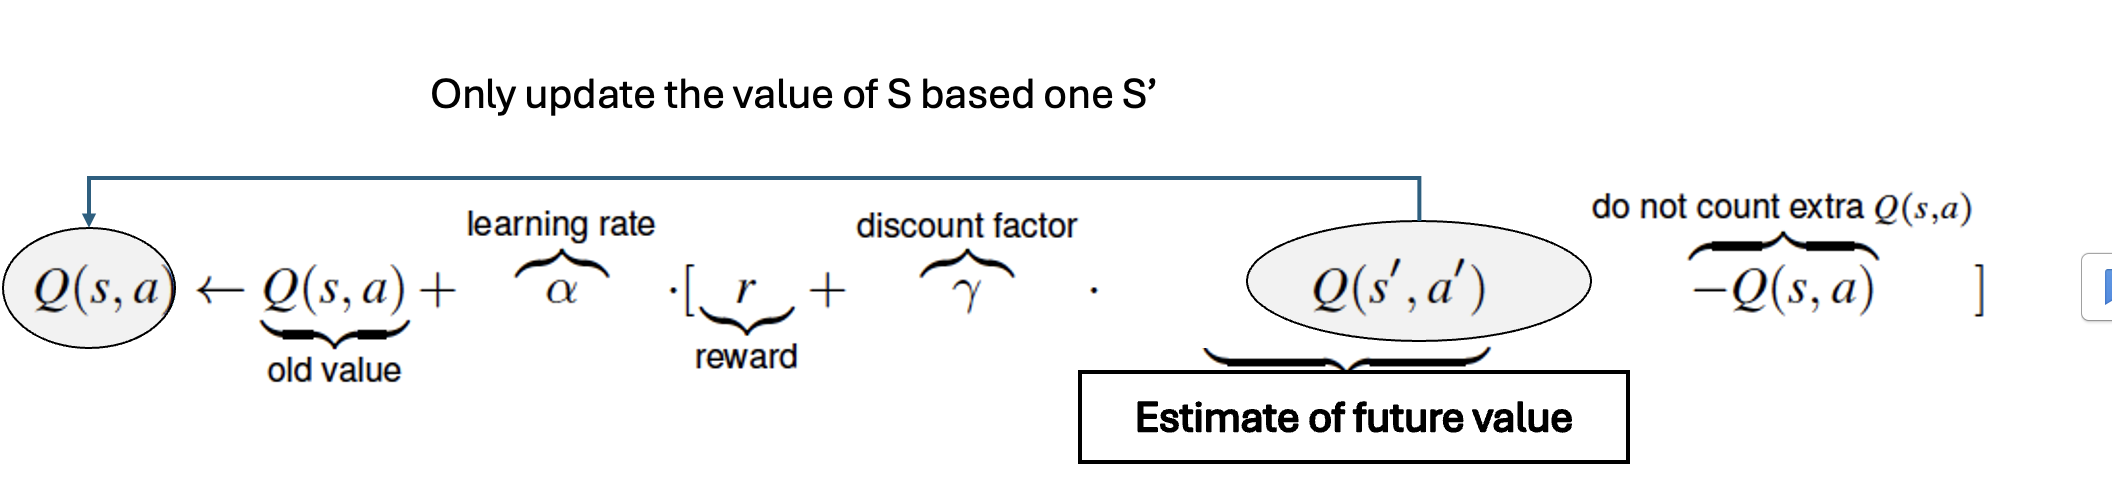 Only update the value of S based one S’
do not count extra Q(s,a)
learning rate
discount factor
Q(s, a) ← Q(s, a) + α ·[ r + γ · Q(s′, a′) −Q(s, a) ]
old value
reward
Estimate of future value